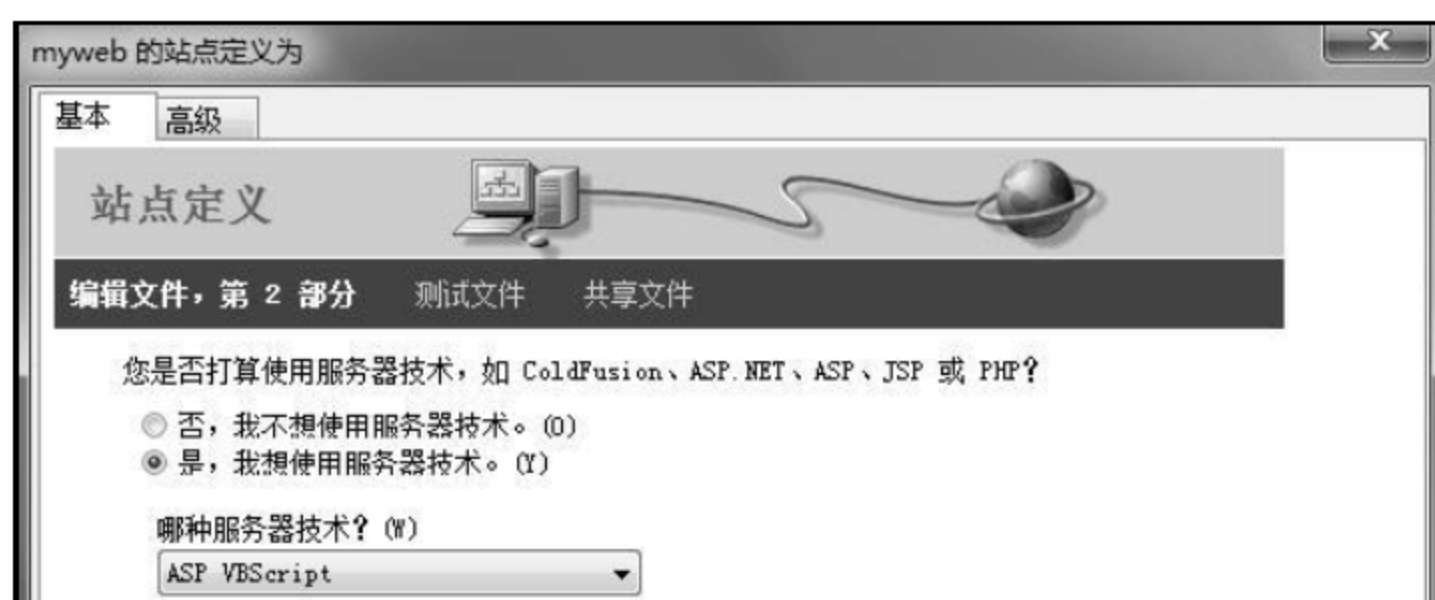 myweb 的站点定义为
基本 高级
站点定义
编辑文件，第 2 部分 测试文件 共享文件
您是否打算使用服务器技术，如 ColdFusion、ASP.NET、ASP、JSP 或 PHP？
否，我不想使用服务器技术。(O)
是，我想使用服务器技术。(Y)
哪种服务器技术？(W)
ASP VBScript